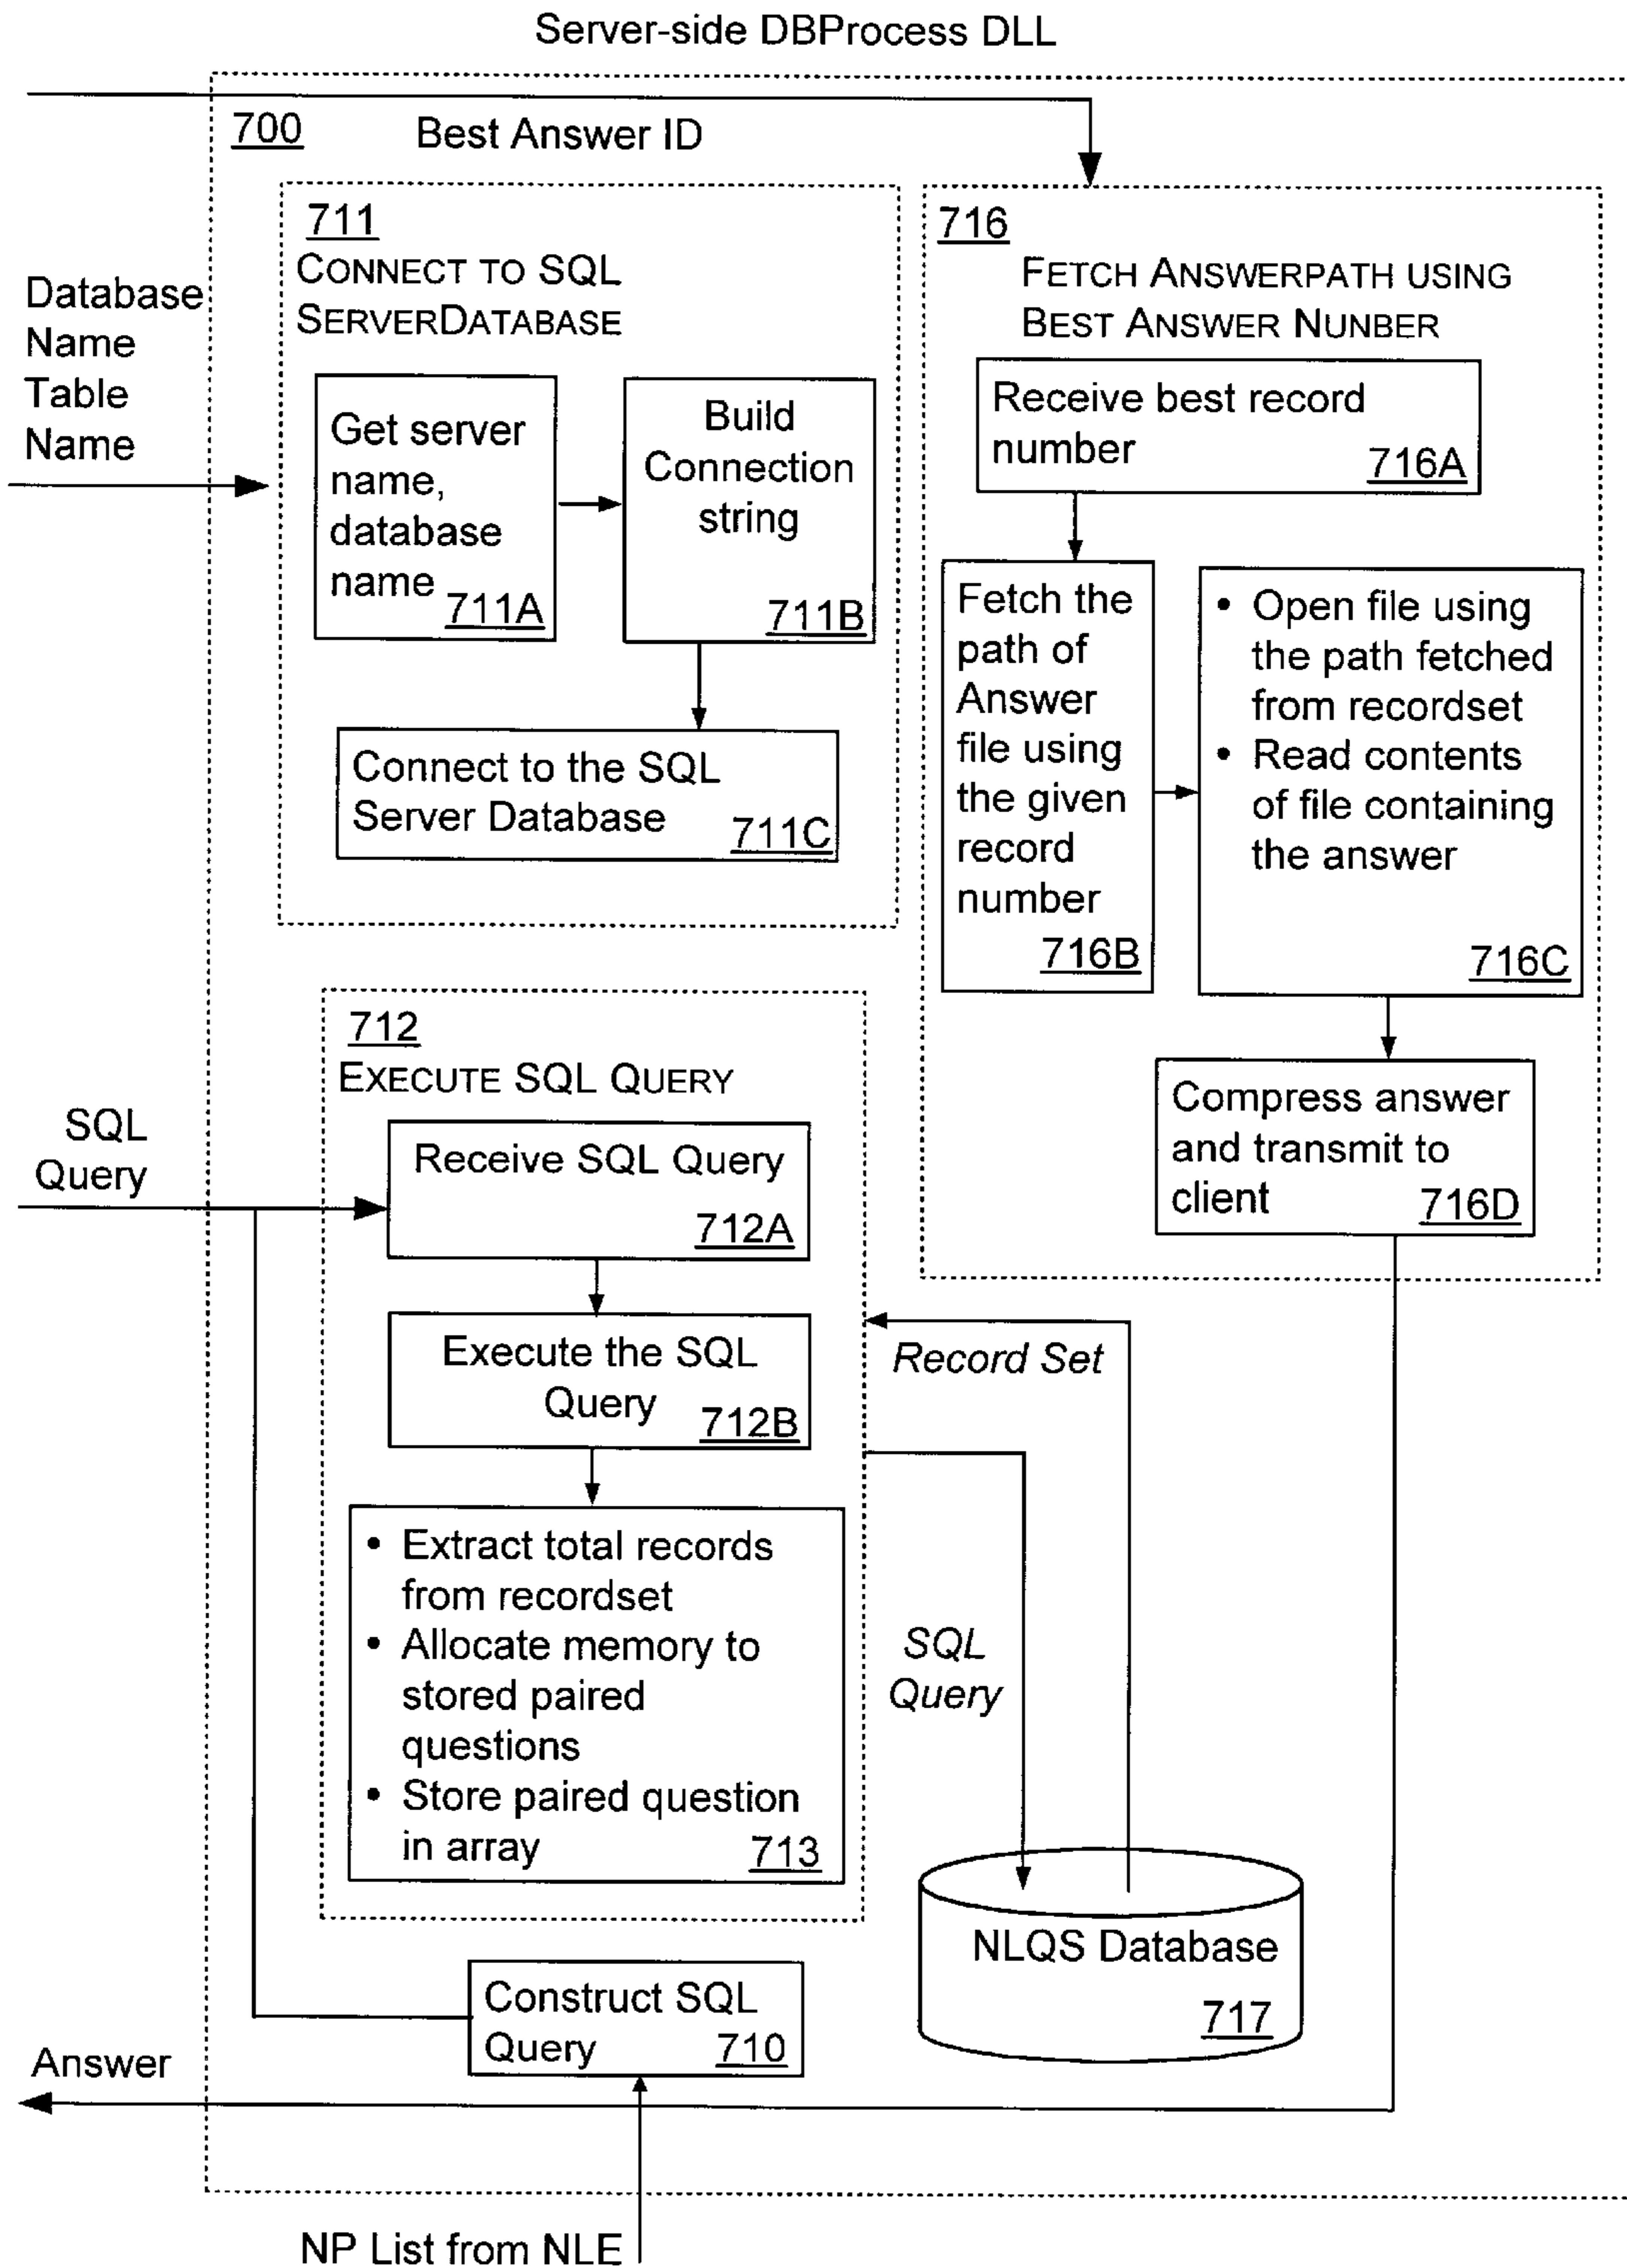 Server-side DBProcess DLL
700
Best Answer ID
711
CONNECT TO SQL
SERVERDATABASE
Database
Name
Table
Name
Get server
name,
database
name
711A
Build
Connection
string
711B
Connect to the SQL
Server Database
711C
716
FETCH ANSWERPATH USING
BEST ANSWER NUNBER
Receive best record
number
716A
Fetch the
path of
Answer
file using
the given
record
number
716B
• Open file using
the path fetched
from recordset
• Read contents
of file containing
the answer
716C
Compress answer
and transmit to
client
716D
712
EXECUTE SQL QUERY
SQL
Query
Receive SQL Query
712A
Execute the SQL
Query
712B
• Extract total records
from recordset
• Allocate memory to
stored paired
questions
• Store paired question
in array
713
Record Set
SQL
Query
NLQS Database
717
Construct SQL
Query
710
Answer
NP List from NLE